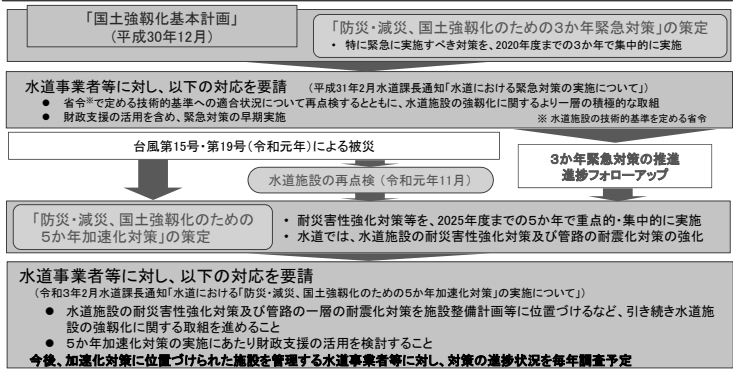 「国土強靱化基本計画」
(平成30年12月)
「防災・減災、国土強靱化のための3か年緊急対策」の策定
・ 特に緊急に実施すべき対策を、2020年度までの3か年で集中的に実施
水道事業者等に対し、以下の対応を要請 (平成31年2月水道課長通知「水道における緊急対策の実施について」)
● 省令※で定める技術的基準への適合状況について再点検するとともに、水道施設の強靱化に関するより一層の積極的な取組
● 財政支援の活用を含め、緊急対策の早期実施
※ 水道施設の技術的基準を定める省令
台風第15号・第19号(令和元年)による被災
水道施設の再点検 (令和元年11月)
3か年緊急対策の推進
進捗フォローアップ
「防災・減災、国土強靱化のための
5か年加速化対策」の策定
・ 耐災害性強化対策等を、2025年度までの5か年で重点的・集中的に実施
・ 水道では、水道施設の耐災害性強化対策及び管路の耐震化対策の強化
水道事業者等に対し、以下の対応を要請
(令和3年2月水道課長通知「水道における「防災・減災、国土強靱化のための5か年加速化対策」の実施について」)
● 水道施設の耐災害性強化対策及び管路の一層の耐震化対策を施設整備計画等に位置づけるなど、引き続き水道施
設の強靱化に関する取組を進めること
● 5か年加速化対策の実施にあたり財政支援の活用を検討すること
今後、加速化対策に位置づけられた施設を管理する水道事業者等に対し、対策の進捗状況を毎年調査予定